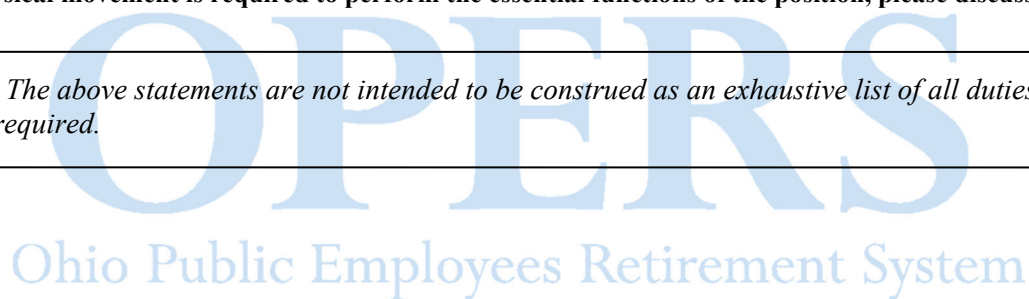 sical movement is required to perform the essential functions of the position, please discuss
The above statements are not intended to be construed as an exhaustive list of all duties
required.
OPERS
Ohio Public Employees Retirement System